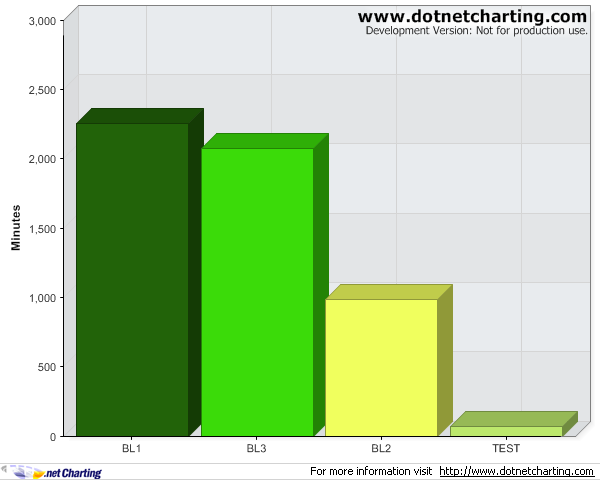 www.dotnetcharting.com
Development Version: Not for production use.
3,000
2,500
2,000
1,500
1,000
500
0
Minutes
BL1 BL3 BL2 TEST
.net Charting For more information visit http://www.dotnetcharting.com